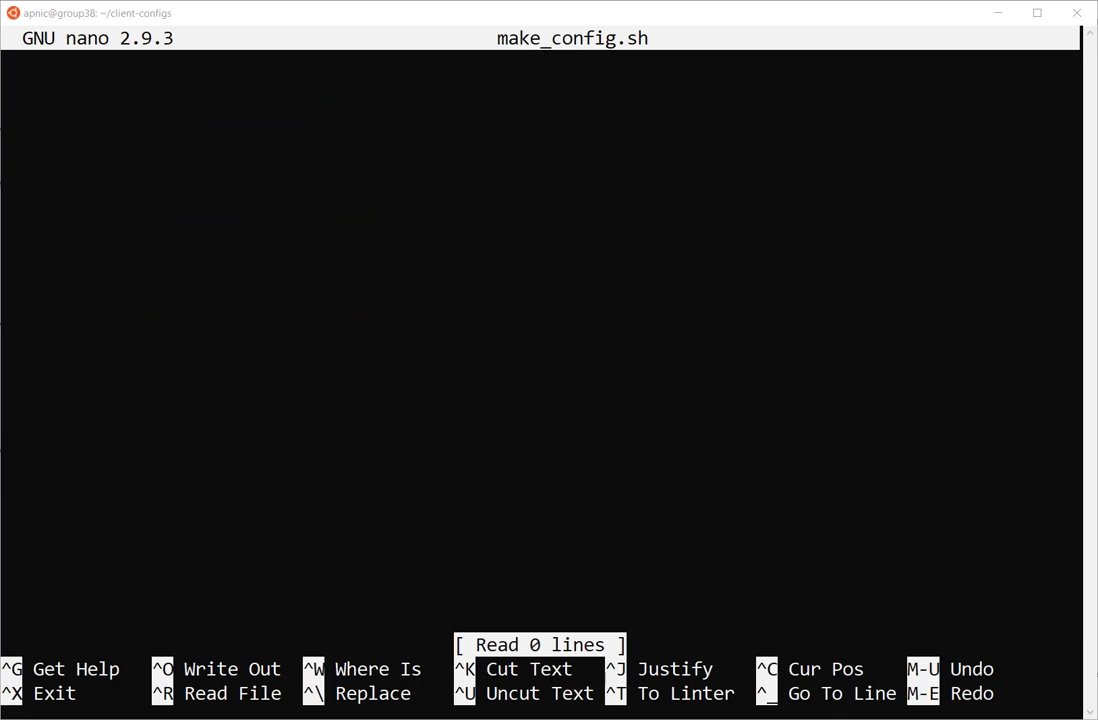 apnic@group38: ~/client-configs
GNU nano 2.9.3 make_config.sh
[ Read 0 lines ]
^G Get Help ^O Write Out ^W Where Is ^K Cut Text ^J Justify ^C Cur Pos M-U Undo
^X Exit ^R Read File ^\ Replace ^U Uncut Text ^T To Linter ^_ Go To Line M-E Redo